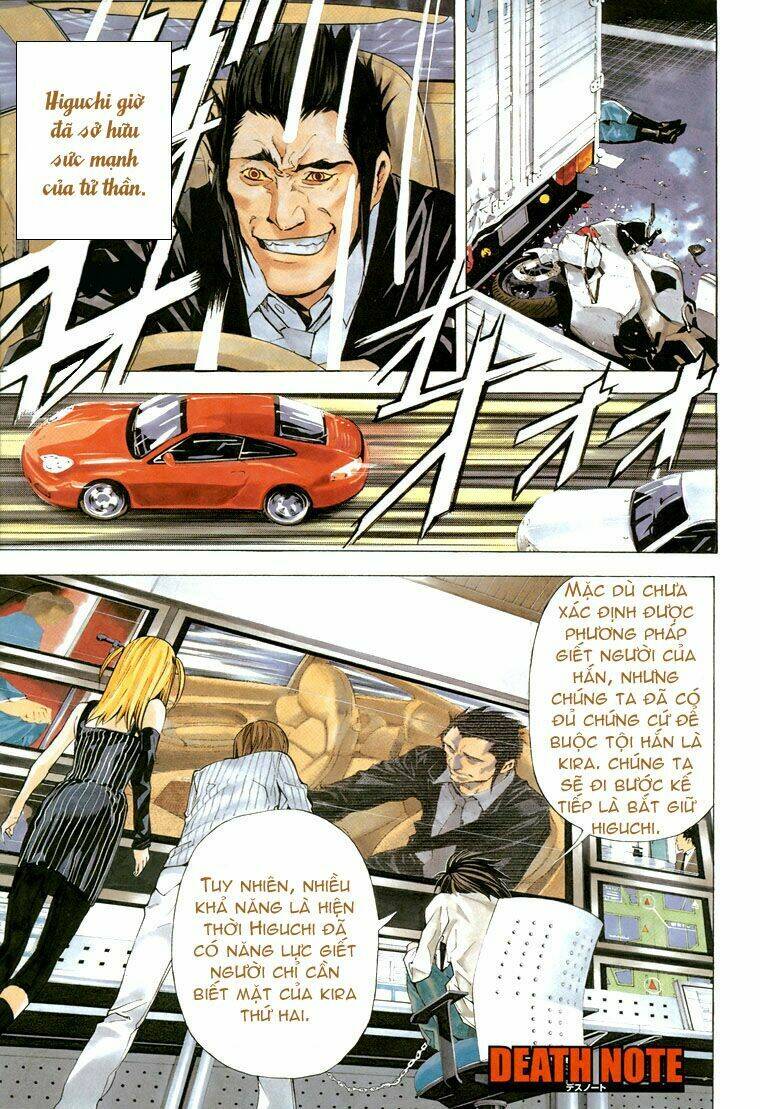 Higuchi giờ
đã sở hữu
sức mạnh
của tử thần.
ォオオオ
MẶC DÙ CHƯA
XÁC ĐỊNH ĐƯỢC
PHƯƠNG PHÁP
GIẾT NGƯỜI CỦA
HẮN, NHƯNG
CHÚNG TA ĐÃ CÓ
ĐỦ CHỨNG CỨ ĐỂ
BUỘC TỘI HẮN LÀ
KIRA. CHÚNG TA
SẼ ĐI BƯỚC KẾ
TIẾP LÀ BẮT GIỮ
HIGUCHI.
TUY NHIÊN, NHIỀU
KHẢ NĂNG LÀ HIỆN
THỜI HIGUCHI ĐÃ
CÓ NĂNG LỰC GIẾT
NGƯỜI CHỈ CẦN
BIẾT MẶT CỦA KIRA
THỨ HAI.
DEATH NOTE
デスノート